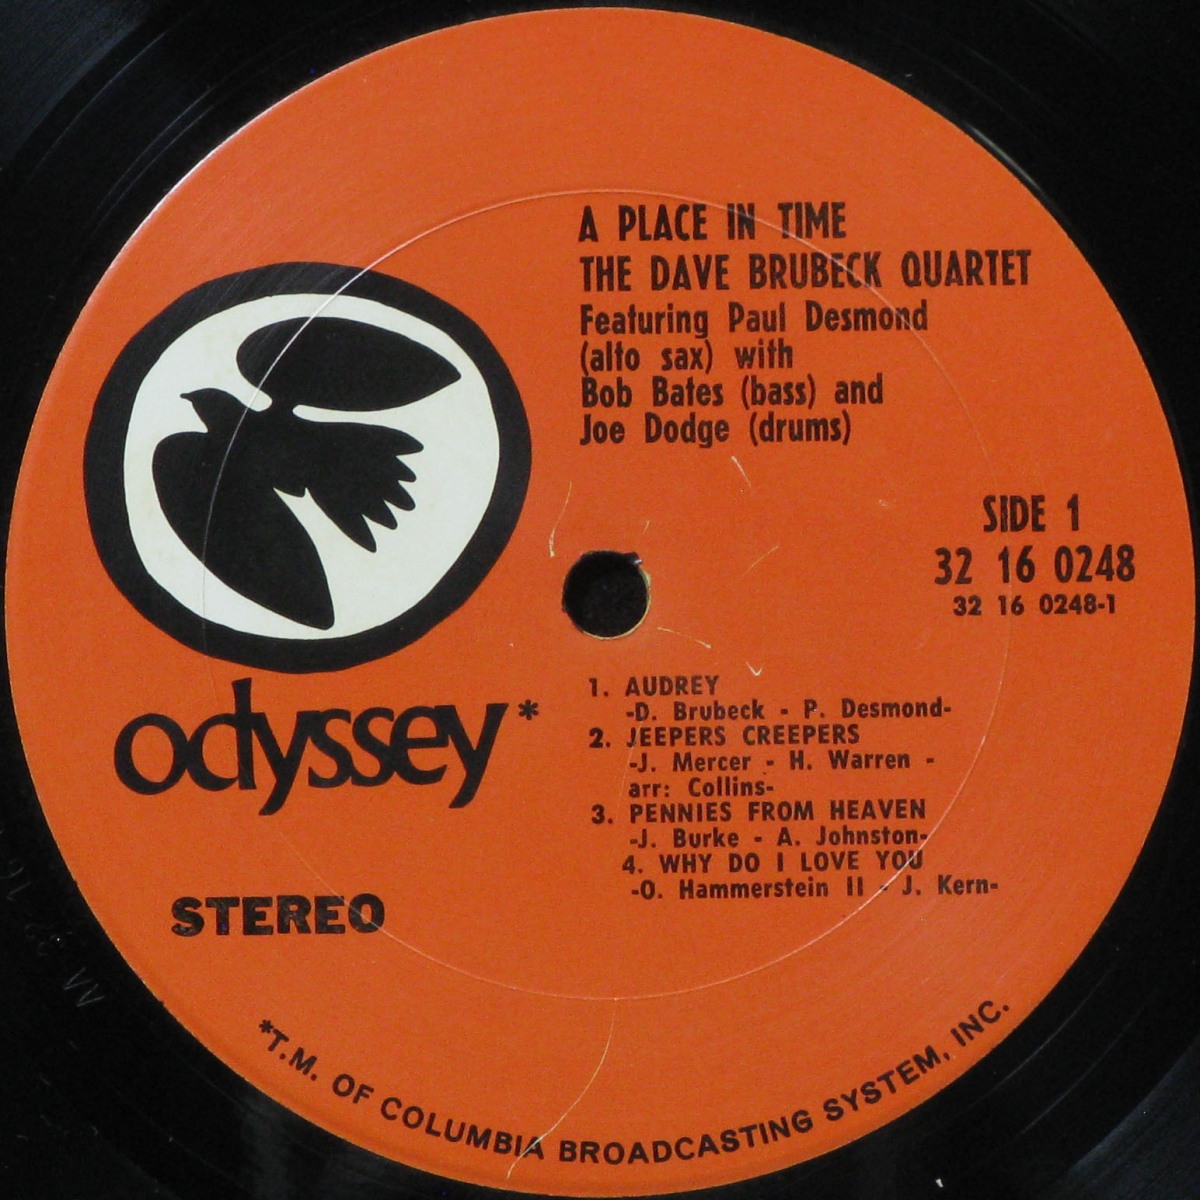 A PLACE IN TIME
THE DAVE BRUBECK QUARTET
Featuring Paul Desmond
(alto sax) with
Bob Bates (bass) and
Joe Dodge (drums)
SIDE 1
32 16 0248
32 16 0248-1
odyssey*
1. AUDREY
-D. Brubeck - P. Desmond-
2. JEEPERS CREEPERS
-J. Mercer - H. Warren -
arr: Collins-
3. PENNIES FROM HEAVEN
-J. Burke - A. Johnston-
4. WHY DO I LOVE YOU
-O. Hammerstein II - J. Kern-
STEREO
*T.M. OF COLUMBIA BROADCASTING SYSTEM, INC.